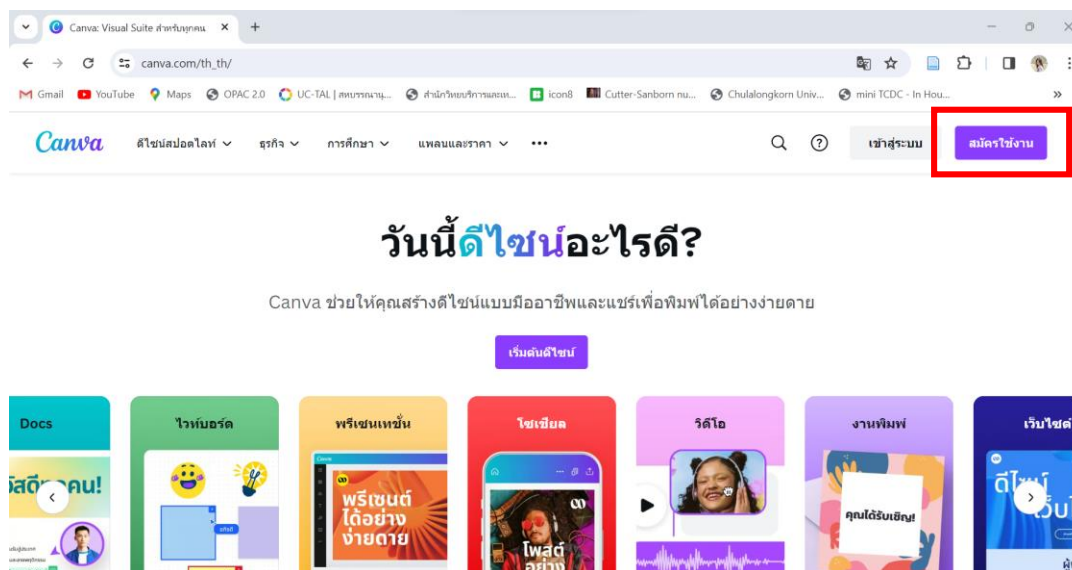 Canva: Visual Suite สำหรับทุกคน
canva.com/th_th/
Gmail YouTube Maps OPAC 2.0 UC-TAL | สหบรรณานุ... สำนักวิทยบริการและเท... icon8 Cutter-Sanborn nu... Chulalongkorn Univ... mini TCDC - In Hou...
Canva ดีไซน์สปอตไลท์ ธุรกิจ การศึกษา แพลนและราคา ••• เข้าสู่ระบบ สมัครใช้งาน
วันนี้ดีไซน์อะไรดี?
Canva ช่วยให้คุณสร้างดีไซน์แบบมืออาชีพและแชร์เพื่อพิมพ์ได้อย่างง่ายดาย
เริ่มต้นดีไซน์
Docs ไวท์บอร์ด พรีเซนเทชั่น โซเชียล วิดีโอ งานพิมพ์ เว็บไซต์
พรีเซนต์
ได้อย่าง
ง่ายดาย
โพสต์
อย่าง
คุณได้รับเชิญ!